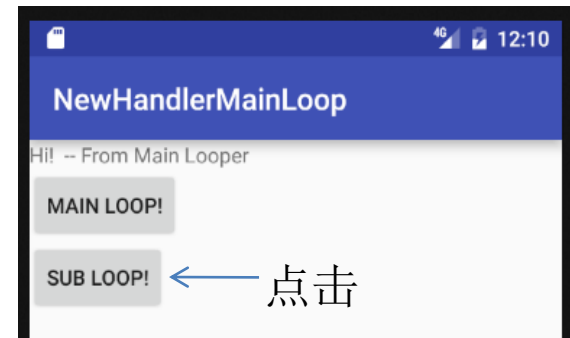 4G 12:10
NewHandlerMainLoop
Hi! -- From Main Looper
MAIN LOOP!
SUB LOOP! 点击